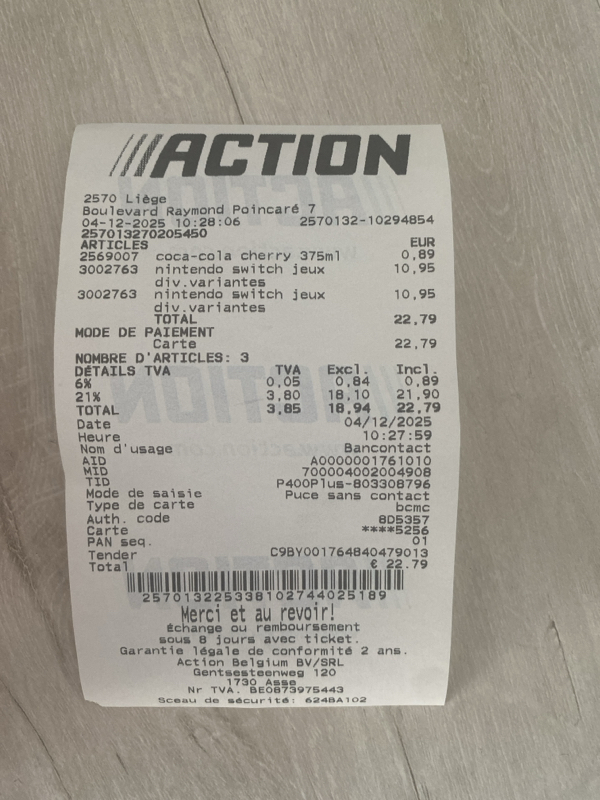 ///ACTION
2570 Liège
Boulevard Raymond Poincaré 7
04-12-2025 10:28:06 2570132-10294854
257013270205450
ARTICLES EUR
2569007 coca-cola cherry 375ml 0,89
3002763 nintendo switch jeux 10,95
div.variantes
3002763 nintendo switch jeux 10,95
div.variantes
TOTAL 22,79
MODE DE PAIEMENT
Carte 22,79
NOMBRE D'ARTICLES: 3
DÉTAILS TVA TVA Excl. Incl.
6% 0,05 0,84 0,89
21% 3,80 18,10 21,90
TOTAL 3,85 18,94 22,79
Date 04/12/2025
Heure 10:27:59
Nom d'usage Bancontact
AID A0000001761010
MID 700004002004908
TID P400Plus-803308796
Mode de saisie Puce sans contact
Type de carte bcmc
Auth. code 8D5357
Carte ****5256
PAN seq. 01
Tender C9BY001764840479013
Total € 22.79
257013225338102744025189
Merci et au revoir!
Échange ou remboursement
sous 8 jours avec ticket.
Garantie légale de conformité 2 ans.
Action Belgium BV/SRL
Gentsesteenweg 120
1730 Asse
Nr TVA. BE0873975443
Sceau de sécurité: 624BA102